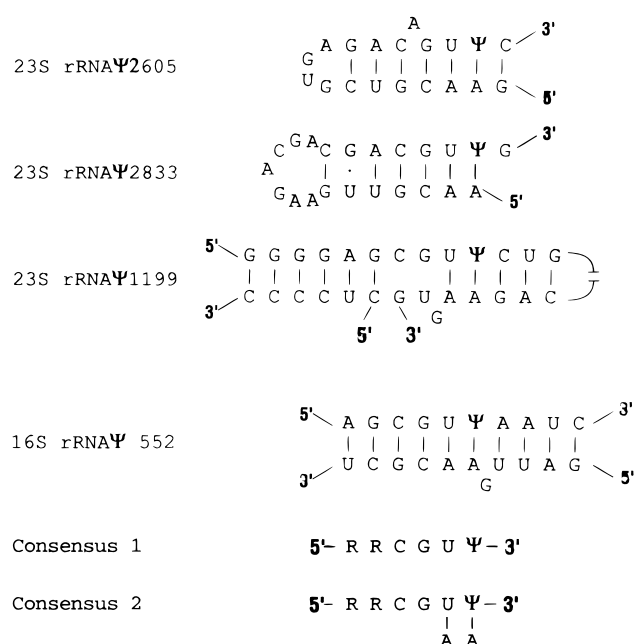 A
A G A C G U Ψ C 3'
G
23S rRNAΨ2605
U
G C U G C A A G 5'
3'
C G A C G A C G U Ψ G
A
23S rRNAΨ2833
G A A G U U G C A A 5'
5' G G G G A G C G U Ψ C U G
23S rRNAΨ1199
3' C C C C U C G U A A G A C
G
5' 3'
5' A G C G U Ψ A A U C 3'
16S rRNAΨ 552
3' U C G C A A U U A G 5'
G
Consensus 1 5'– R R C G U Ψ – 3'
Consensus 2 5'– R R C G U Ψ – 3'
A A